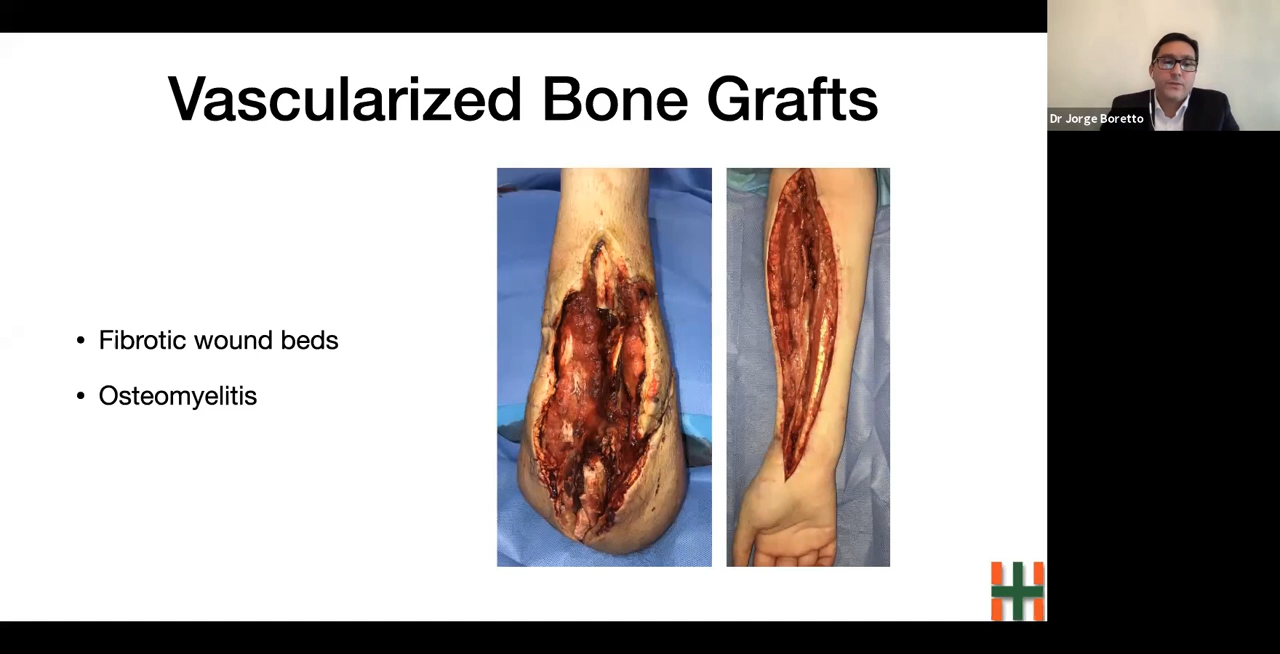 Vascularized Bone Grafts
Dr Jorge Boretto
• Fibrotic wound beds
• Osteomyelitis